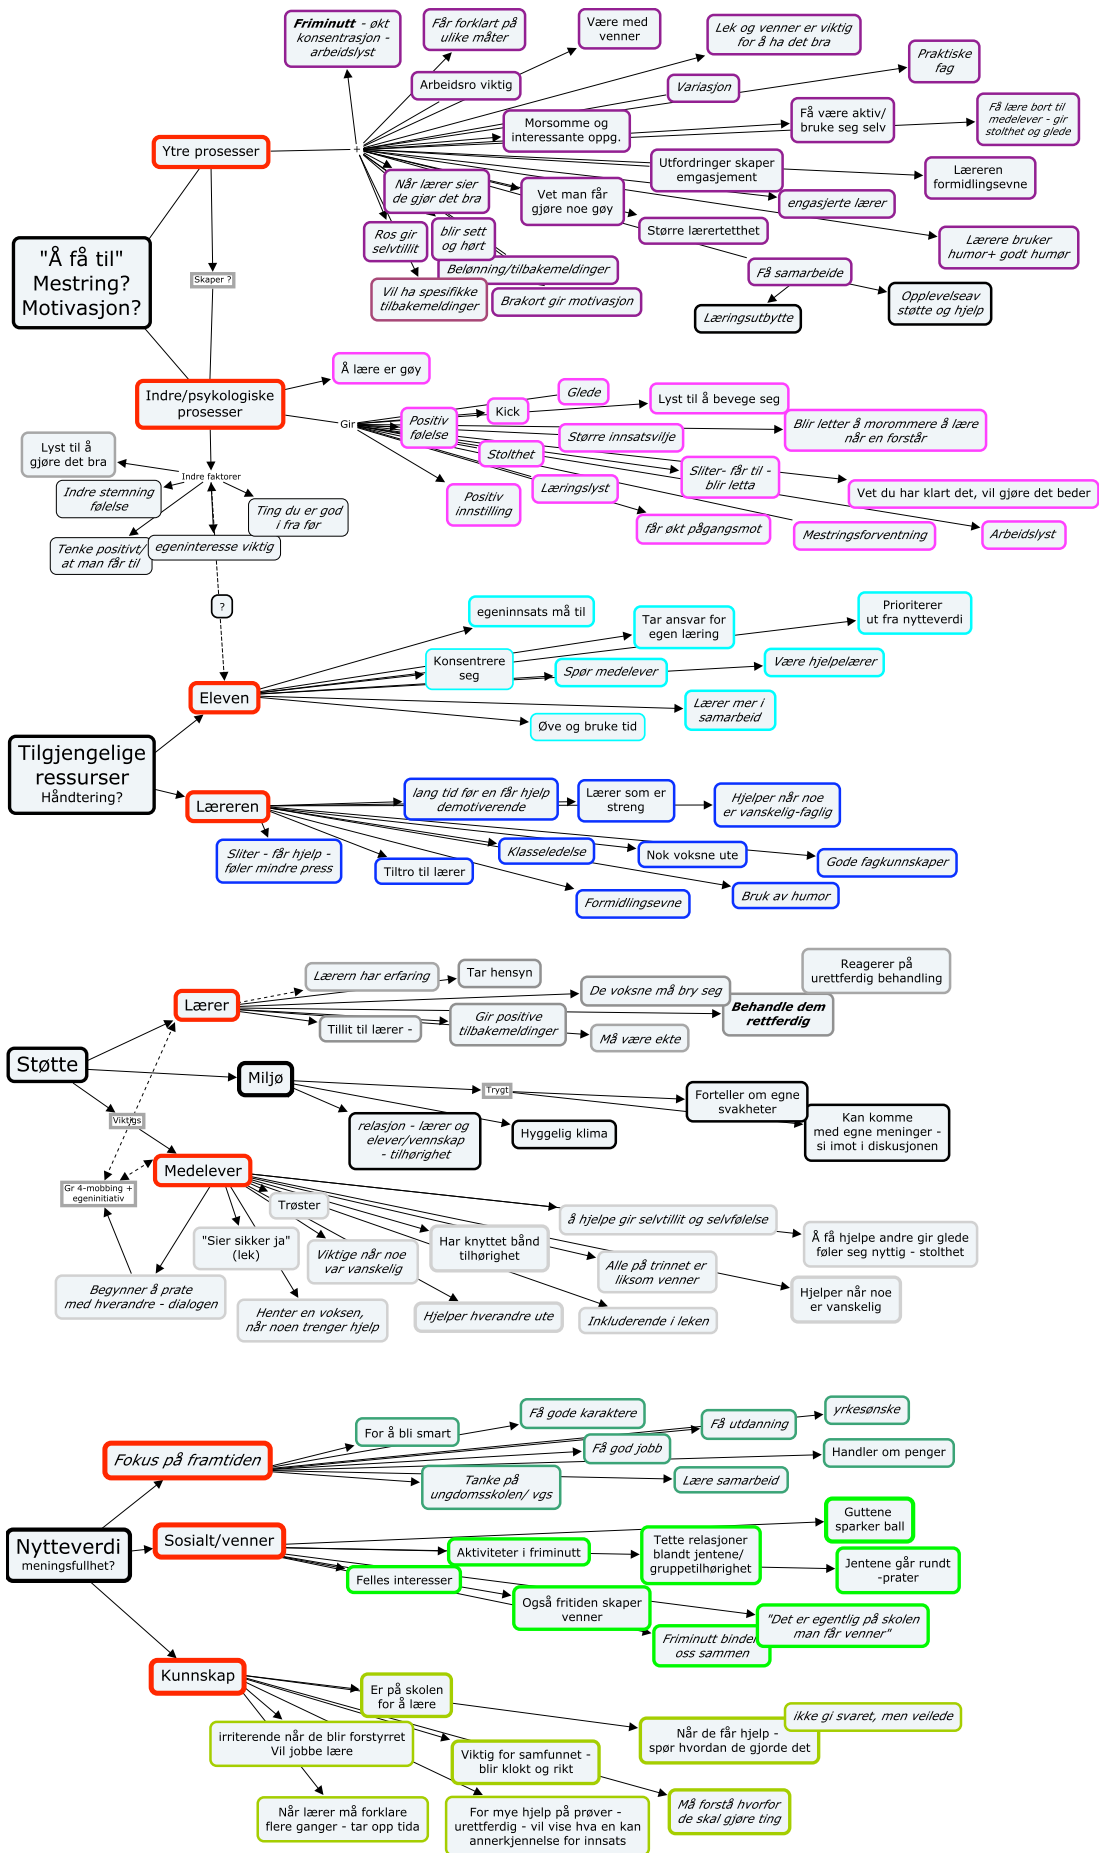 Friminutt - økt
konsentrasjon -
arbeidslyst
Får forklart på
ulike måter
Være med
venner
Lek og venner er viktig
for å ha det bra
Praktiske
fag
Arbeidsro viktig
Variasjon
Morsomme og
interessante oppg.
Få være aktiv/
bruke seg selv
Få lære bort til
medelever - gir
stolthet og glede
Ytre prosesser
+
Utfordringer skaper
emgasjement
Læreren
formidlingsevne
Når lærer sier
de gjør det bra
Vet man får
gjøre noe gøy
engasjerte lærer
Ros gir
selvtillit
blir sett
og hørt
Større lærertetthet
Lærere bruker
humor+ godt humør
"Å få til"
Mestring?
Motivasjon?
Skaper ?
Belønning/tilbakemeldinger
Få samarbeide
Vil ha spesifikke
tilbakemeldinger
Brakort gir motivasjon
Læringsutbytte
Opplevelseav
støtte og hjelp
Å lære er gøy
Indre/psykologiske
prosesser
Gir
Glede
Kick
Lyst til å bevege seg
Positiv
følelse
Større innsatsvilje
Blir letter å morommere å lære
når en forstår
Lyst til å
gjøre det bra
Stolthet
Indre faktorer
Sliter- får til -
blir letta
Indre stemning
følelse
Læringslyst
Vet du har klart det, vil gjøre det beder
Positiv
innstilling
Ting du er god
i fra før
får økt pågangsmot
Mestringsforventning
Arbeidslyst
Tenke positivt/
at man får til
egeninteresse viktig
?
egeninnsats må til
Tar ansvar for
egen læring
Prioriterer
ut fra nytteverdi
Konsentrere
seg
Spør medelever
Være hjelpelærer
Eleven
Lærer mer i
samarbeid
Øve og bruke tid
Tilgjengelige
ressurser
Håndtering?
Læreren
lang tid før en får hjelp
demotiverende
Lærer som er
streng
Hjelper når noe
er vanskelig-faglig
Sliter - får hjelp -
føler mindre press
Tiltro til lærer
Klasseledelse
Nok voksne ute
Gode fagkunnskaper
Formidlingsevne
Bruk av humor
Lærern har erfaring
Tar hensyn
Reagerer på
urettferdig behandling
De voksne må bry seg
Lærer
Behandle dem
rettferdig
Tillit til lærer -
Gir positive
tilbakemeldinger
Må være ekte
Støtte
Miljø
Trygt
Forteller om egne
svakheter
Viktigs
relasjon - lærer og
elever/vennskap
- tilhørighet
Hyggelig klima
Kan komme
med egne meninger -
si imot i diskusjonen
Medelever
Gr 4-mobbing +
egeninitiativ
Trøster
å hjelpe gir selvtillit og selvfølelse
"Sier sikker ja"
(lek)
Viktige når noe
var vanskelig
Har knyttet bånd
tilhørighet
Å få hjelpe andre gir glede
føler seg nyttig - stolthet
Alle på trinnet er
liksom venner
Begynner å prate
med hverandre - dialogen
Hjelper når noe
er vanskelig
Henter en voksen,
når noen trenger hjelp
Hjelper hverandre ute
Inkluderende i leken
yrkesønske
Få gode karaktere
Få utdanning
For å bli smart
Få god jobb
Handler om penger
Fokus på framtiden
Tanke på
ungdomsskolen/ vgs
Lære samarbeid
Guttene
sparker ball
Nytteverdi
meningsfullhet?
Sosialt/venner
Aktiviteter i friminutt
Tette relasjoner
blandt jentene/
gruppetilhørighet
Jentene går rundt
-prater
Felles interesser
Også fritiden skaper
venner
"Det er egentlig på skolen
man får venner"
Friminutt binder
oss sammen
Kunnskap
Er på skolen
for å lære
ikke gi svaret, men veilede
Når de får hjelp -
spør hvordan de gjorde det
irriterende når de blir forstyrret
Vil jobbe lære
Viktig for samfunnet -
blir klokt og rikt
Når lærer må forklare
flere ganger - tar opp tida
For mye hjelp på prøver -
urettferdig - vil vise hva en kan
annerkjennelse for innsats
Må forstå hvorfor
de skal gjøre ting